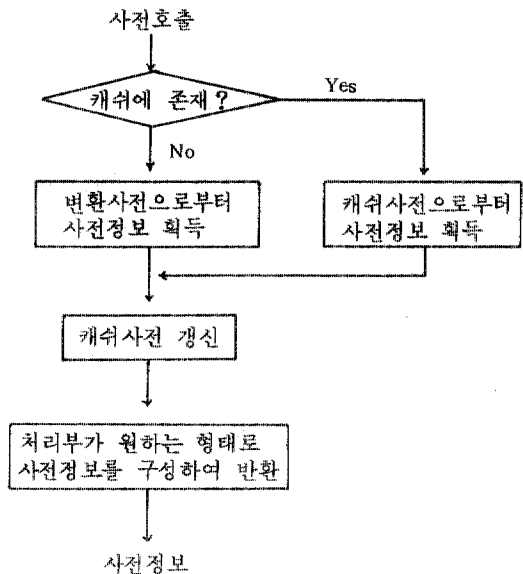 사전호출
캐쉬에 존재?
Yes
No
변환사전으로부터
사전정보 획득
캐쉬사전으로부터
사전정보 획득
캐쉬사전 갱신
처리부가 원하는 형태로
사전정보를 구성하여 반환
사전정보